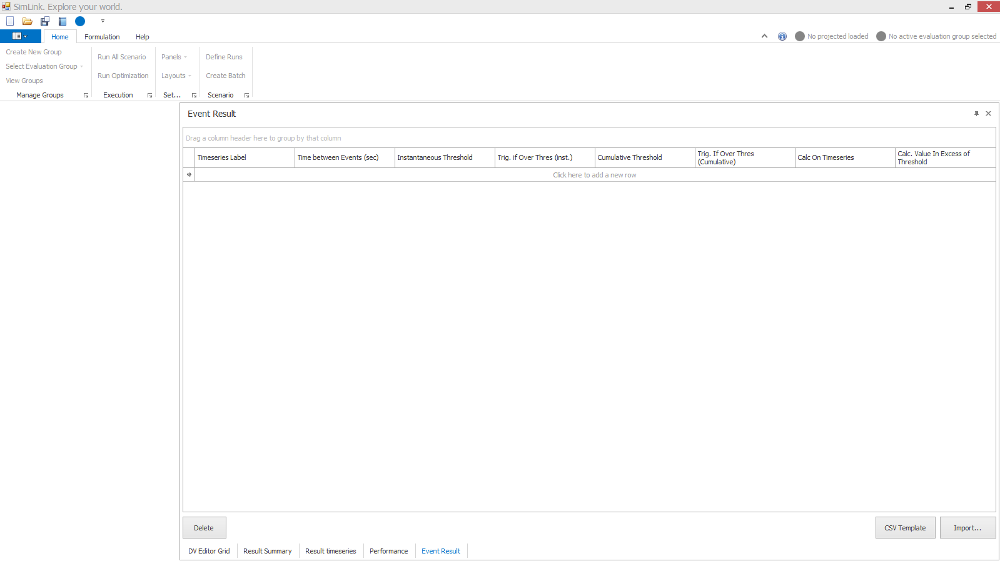 SimLink. Explore your world.
Home Formulation Help No projected loaded No active evaluation group selected
Create New Group
Select Evaluation Group
View Groups
Manage Groups
Run All Scenario
Run Optimization
Execution
Panels
Layouts
Set...
Define Runs
Create Batch
Scenario
Event Result
Drag a column header here to group by that column
Timeseries Label
Time between Events (sec)
Instantaneous Threshold
Trig. if Over Thres (inst.)
Cumulative Threshold
Trig. If Over Thres
(Cumulative)
Calc On Timeseries
Calc. Value In Excess of
Threshold
Click here to add a new row
Delete CSV Template Import...
DV Editor Grid Result Summary Result timeseries Performance Event Result